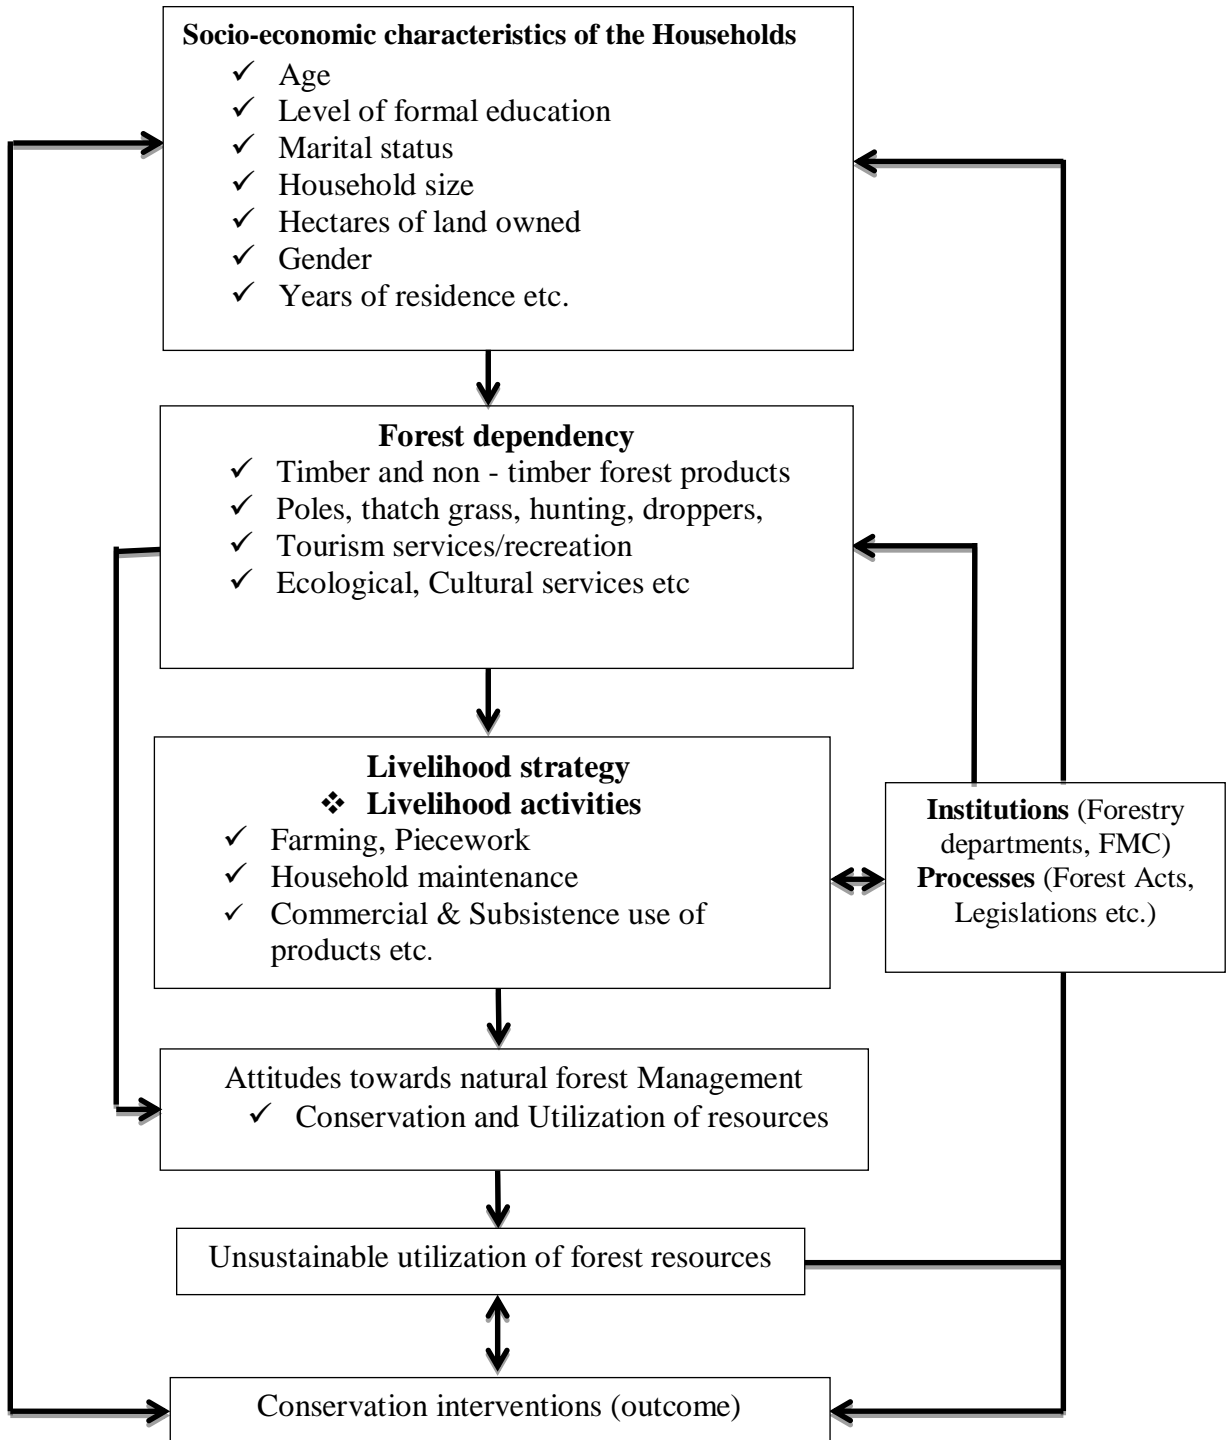 Socio-economic characteristics of the Households
✓ Age
✓ Level of formal education
✓ Marital status
✓ Household size
✓ Hectares of land owned
✓ Gender
✓ Years of residence etc.
Forest dependency
✓ Timber and non - timber forest products
✓ Poles, thatch grass, hunting, droppers,
✓ Tourism services/recreation
✓ Ecological, Cultural services etc
Livelihood strategy
❖ Livelihood activities
✓ Farming, Piecework
✓ Household maintenance
✓ Commercial & Subsistence use of
products etc.
Institutions (Forestry
departments, FMC)
Processes (Forest Acts,
Legislations etc.)
Attitudes towards natural forest Management
✓ Conservation and Utilization of resources
Unsustainable utilization of forest resources
Conservation interventions (outcome)